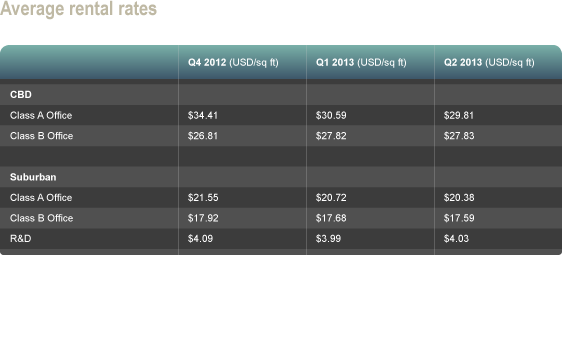 Average rental rates
Q4 2012 (USD/sq ft) Q1 2013 (USD/sq ft) Q2 2013 (USD/sq ft)
CBD
Class A Office $34.41 $30.59 $29.81
Class B Office $26.81 $27.82 $27.83
Suburban
Class A Office $21.55 $20.72 $20.38
Class B Office $17.92 $17.68 $17.59
R&D $4.09 $3.99 $4.03